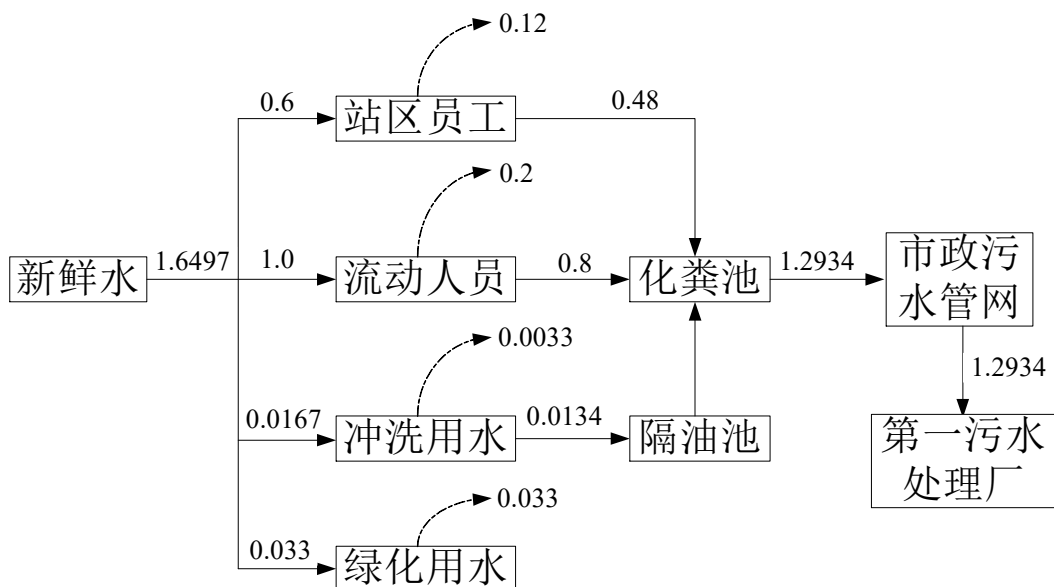 0.12
0.6
站区员工
0.48
0.2
新鲜水
1.6497
1.0
流动人员
0.8
化粪池
1.2934
市政污
水管网
0.0033
1.2934
0.0167
冲洗用水
0.0134
隔油池
第一污水
处理厂
0.033
0.033
绿化用水